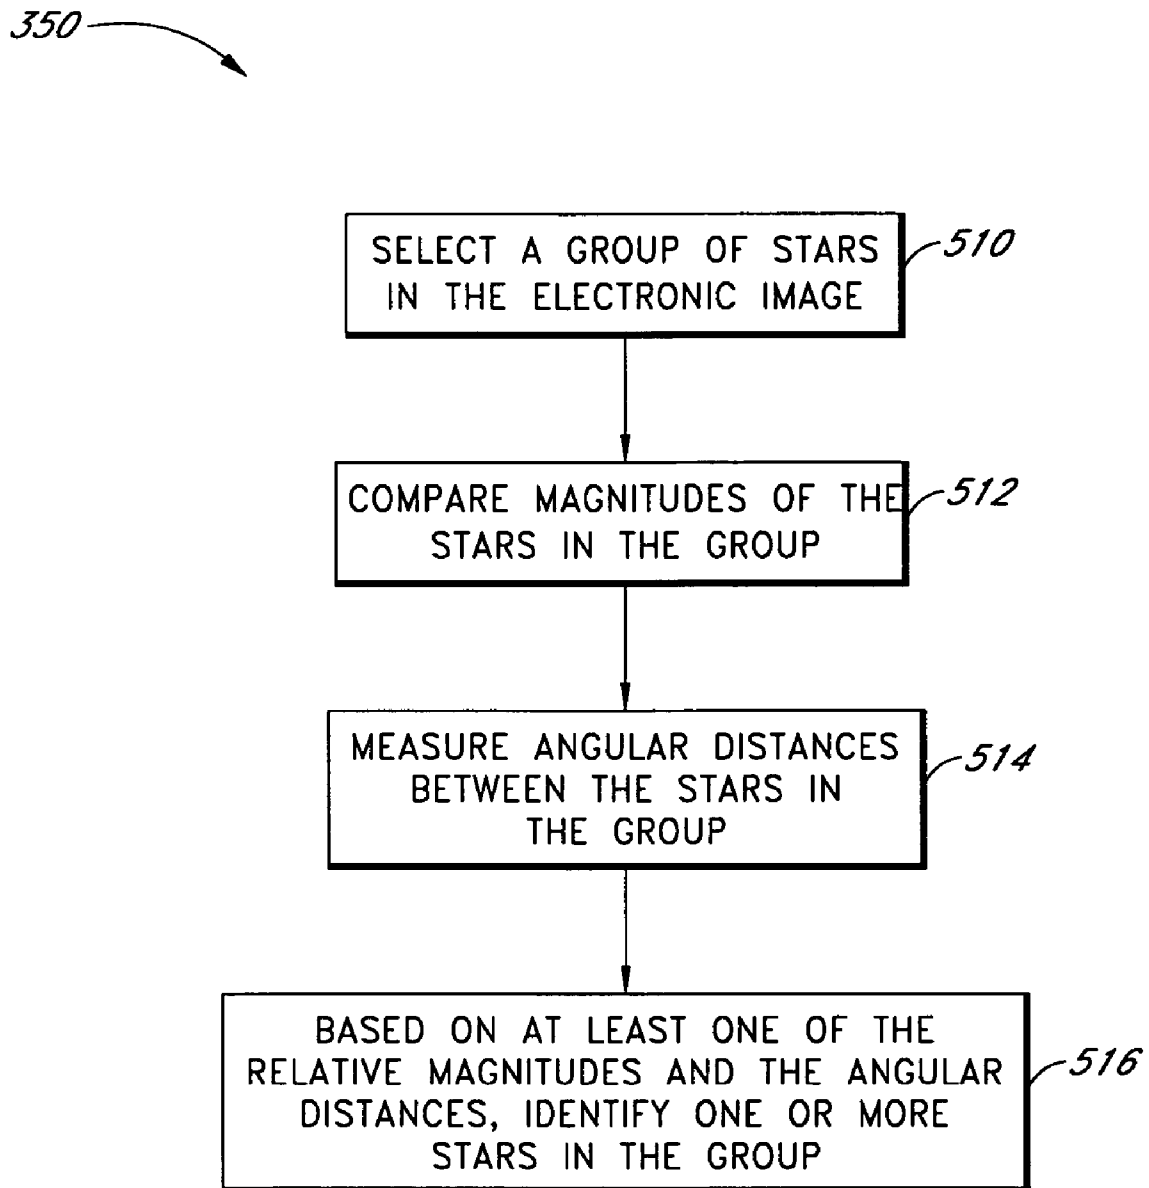 350
SELECT A GROUP OF STARS
IN THE ELECTRONIC IMAGE
510
COMPARE MAGNITUDES OF THE
STARS IN THE GROUP
512
MEASURE ANGULAR DISTANCES
BETWEEN THE STARS IN
THE GROUP
514
BASED ON AT LEAST ONE OF THE
RELATIVE MAGNITUDES AND THE ANGULAR
DISTANCES, IDENTIFY ONE OR MORE
STARS IN THE GROUP
516